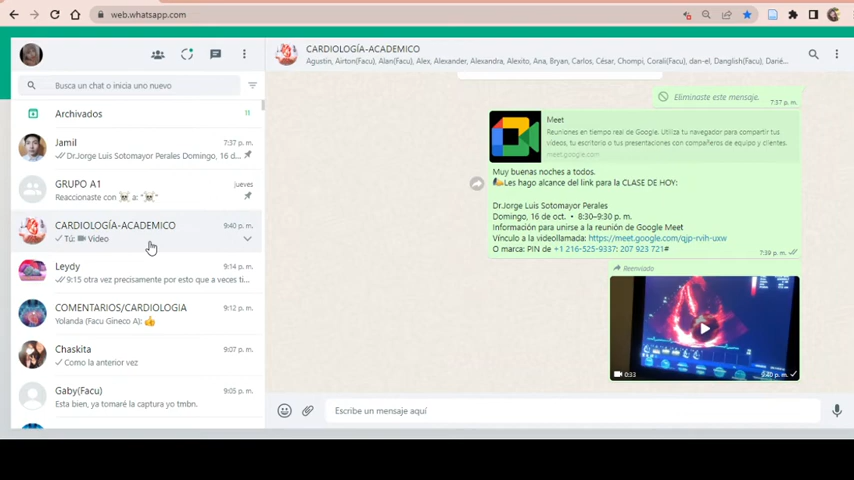 web.whatsapp.com
CARDIOLOGÍA-ACADEMICO
Agustin, Airton(Facu), Alan(Facu), Alex, Alexander, Alexandra, Alexito, Ana, Bryan, Carlos, César, Chompi, Corali(Facu), dan-el, Danglish(Facu), Danié...
Busca un chat o inicia uno nuevo
Archivados
11
Jamil
7:37 p. m.
Dr.Jorge Luis Sotomayor Perales Domingo, 16 d...
GRUPO A1
jueves
Reaccionaste con ☠️ a: "☠️"
CARDIOLOGÍA-ACADEMICO
9:40 p. m.
Tú: Video
Leydy
9:14 p. m.
9:15 otra vez precisamente por esto que a veces ti...
COMENTARIOS/CARDIOLOGIA
9:12 p. m.
Yolanda (Facu Gineco A): 👍
Chaskita
9:07 p. m.
Como la anterior vez
Gaby(Facu)
9:05 p. m.
Esta bien, ya tomaré la captura yo tmbn.
Eliminaste este mensaje.
7:37 p. m.
Meet
Reuniones en tiempo real de Google. Utiliza tu navegador para compartir tus
vídeos, tu escritorio o tus presentaciones con compañeros de equipo y clientes.
meet.google.com
Muy buenas noches a todos.
Les hago alcance del link para la CLASE DE HOY:
Dr.Jorge Luis Sotomayor Perales
Domingo, 16 de oct. • 8:30–9:30 p. m.
Información para unirse a la reunión de Google Meet
Vínculo a la videollamada: https://meet.google.com/qjp-rvih-uxw
O marca: PIN de +1 216-525-9337: 207 923 721#
7:39 p. m.
Reenviado
0:33
9:40 p. m.
Escribe un mensaje aquí